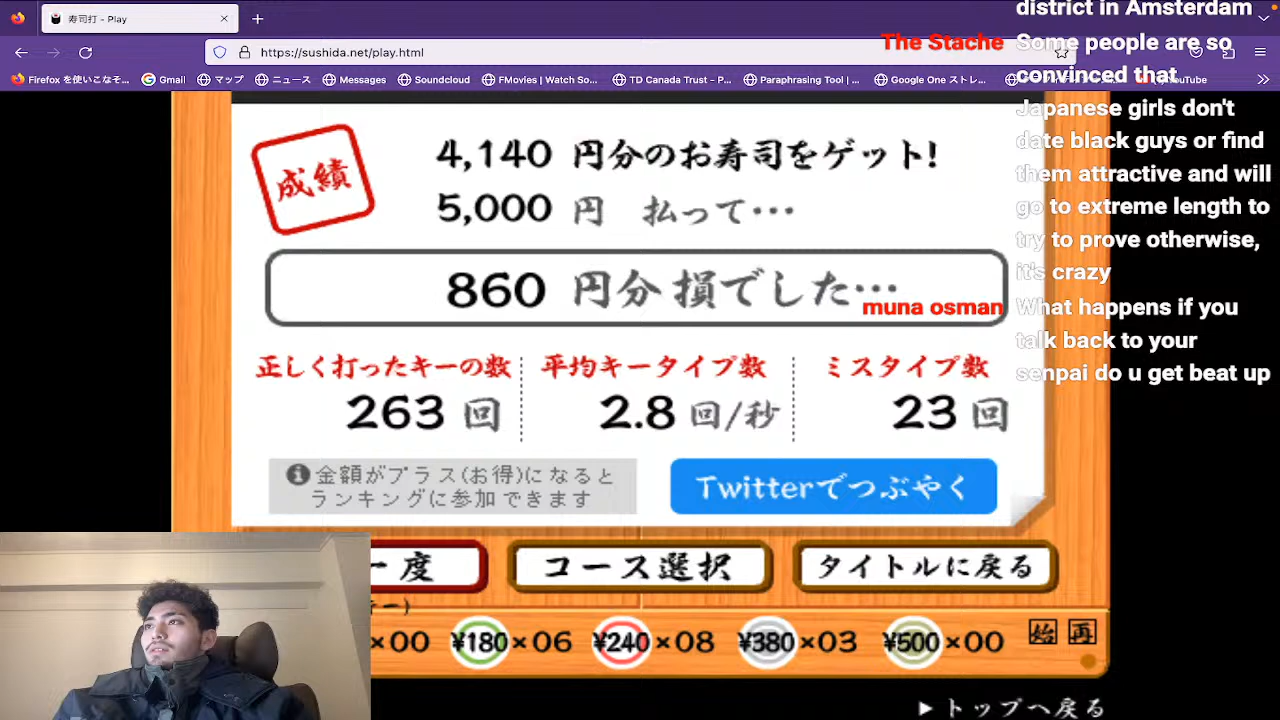 寿司打 - Play
https://sushida.net/play.html
Firefox を使いこなそ...
Gmail
マップ
ニュース
Messages
Soundcloud
FMovies | Watch So...
TD Canada Trust - P...
Paraphrasing Tool | ...
Google One ストレ...
YouTube
district in Amsterdam
The Stache Some people are so
convinced that
Japanese girls don't
date black guys or find
them attractive and will
go to extreme length to
try to prove otherwise,
it's crazy
muna osman What happens if you
talk back to your
senpai do u get beat up
成績
4,140 円分のお寿司をゲット!
5,000 円 払って…
860 円分 損でした…
正しく打ったキーの数 平均キータイプ数 ミスタイプ数
263 回 2.8 回/秒 23 回
金額がプラス(お得)になると
ランキングに参加できます
Twitterでつぶやく
一度
コース選択
タイトルに戻る
キー)
×00 ¥180×06 ¥240×08 ¥380×03 ¥500×00
始 再
▶トップへ戻る